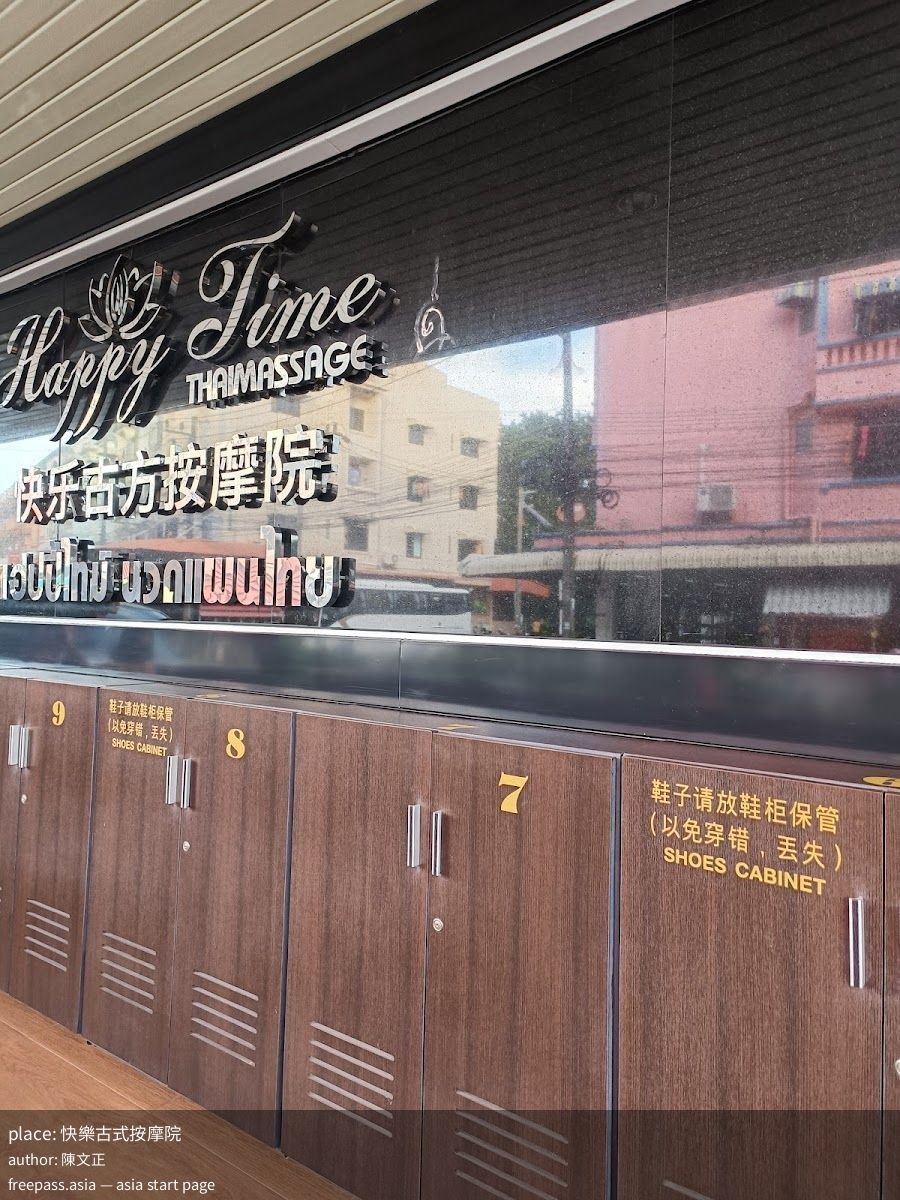 Happy Time
THAIMASSAGE
快乐古方按摩院
นวดแผนไทย
9
鞋子请放鞋柜保管
(以免穿错，丢失)
SHOES CABINET
8
7
鞋子请放鞋柜保管
(以免穿错，丢失)
SHOES CABINET
place: 快樂古式按摩院
author: 陳文正
freepass.asia — asia start page